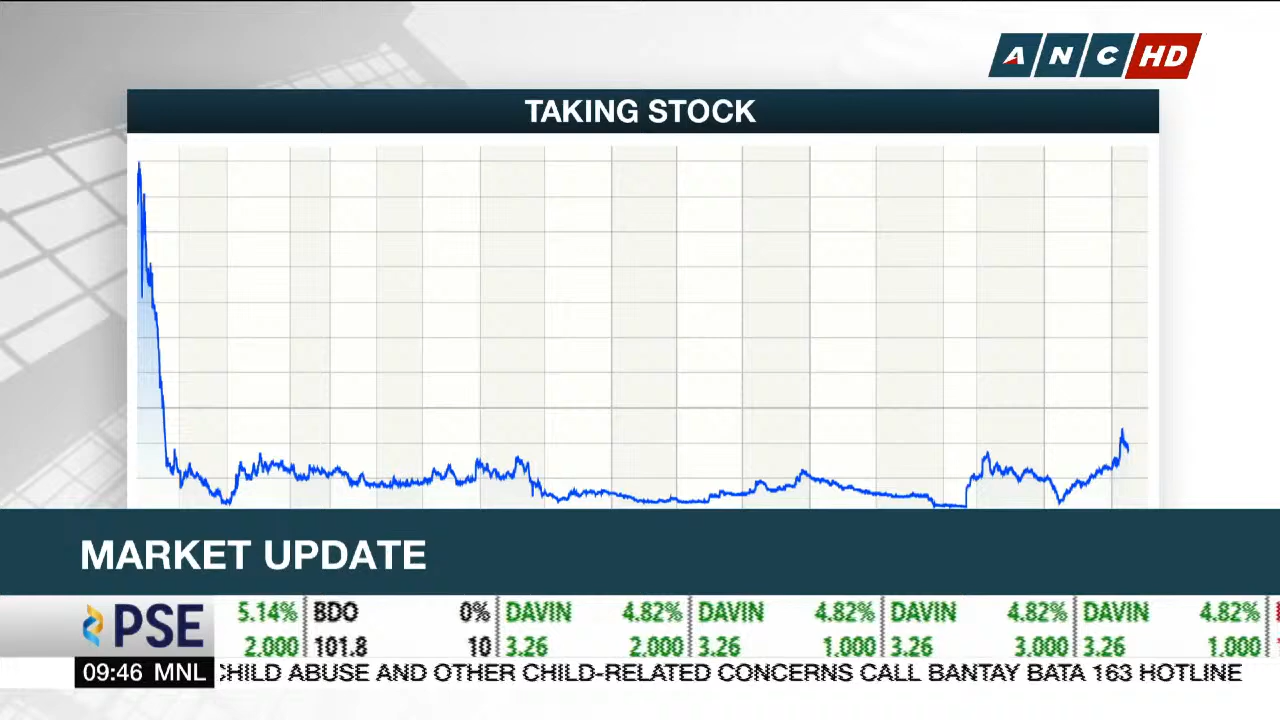 ANC HD
TAKING STOCK
MARKET UPDATE
PSE
5.14% BDO 0% DAVIN 4.82% DAVIN 4.82% DAVIN 4.82% DAVIN 4.82%
2.000 101.8 10 3.26 2.000 3.26 1.000 3.26 3.000 3.26 1.000
09:46 MNL CHILD ABUSE AND OTHER CHILD-RELATED CONCERNS CALL BANTAY BATA 163 HOTLINE